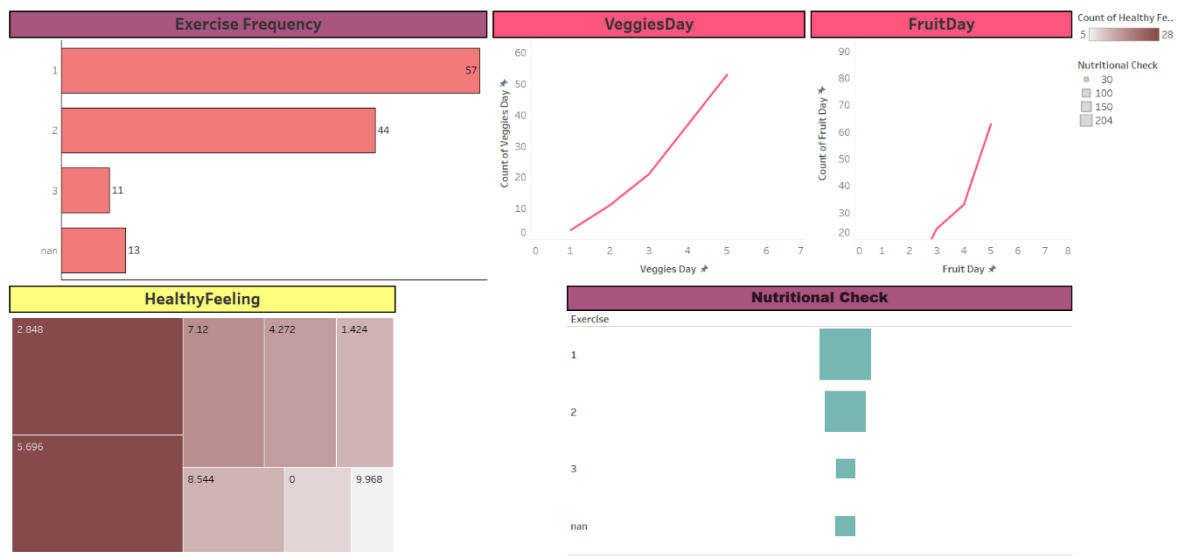 Exercise Frequency
1
57
2
44
3
11
nan
13
VeggiesDay
Count of Veggies Day
60
50
40
30
20
10
0
0 1 2 3 4 5 6 7
Veggies Day
FruitDay
Count of Fruit Day
90
80
70
60
50
40
30
20
0 1 2 3 4 5 6 7 8
Fruit Day
Count of Healthy Fe..
5 28
Nutritional Check
30
100
150
204
HealthyFeeling
2.848
7.12
4.272
1.424
5.696
8.544
0
9.968
Nutritional Check
Exercise
1
2
3
nan